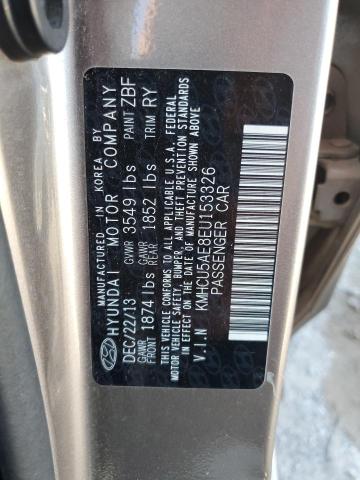 MANUFACTURED IN KOREA BY
HYUNDAI MOTOR COMPANY
DEC/22/13 GVWR 3549 lbs PAINT ZBF
GAWR FRONT 1874 lbs GAWR REAR 1852 lbs TRIM RY
THIS VEHICLE CONFORMS TO ALL APPLICABLE U.S.A. FEDERAL
MOTOR VEHICLE SAFETY, BUMPER, AND THEFT PREVENTION STANDARDS
IN EFFECT ON THE DATE OF MANUFACTURE SHOWN ABOVE
V.I.N KMHCU5AE8EU153326
PASSENGER CAR